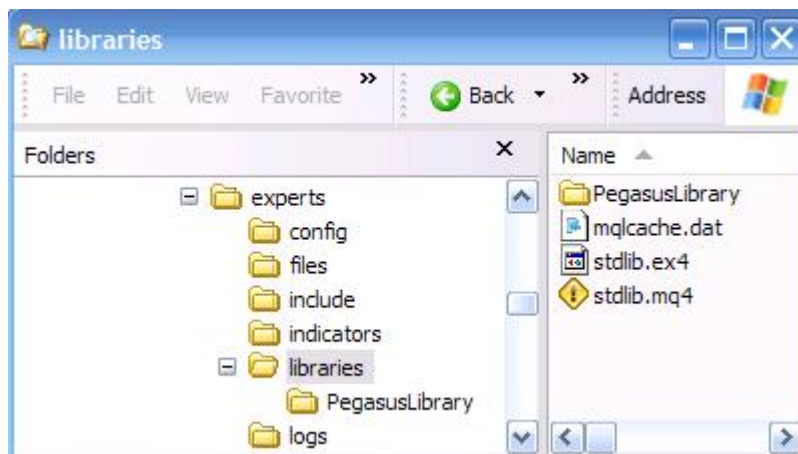 libraries
File Edit View Favorite » Back » Address
Folders × Name
experts
config
files
include
indicators
libraries
PegasusLibrary
logs
PegasusLibrary
mqlcache.dat
stdlib.ex4
stdlib.mq4